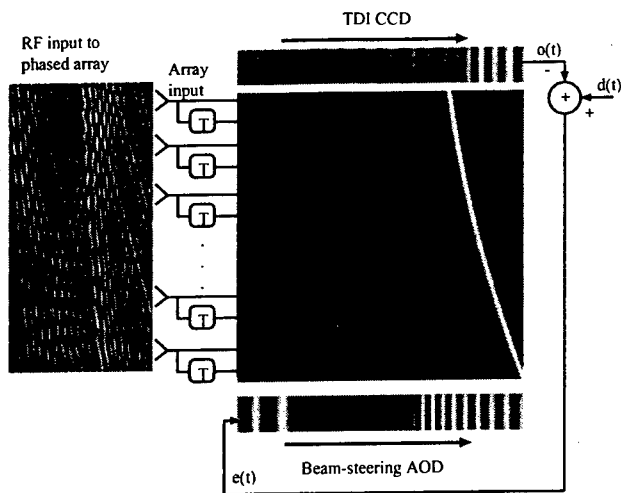 TDI CCD
RF input to
phased array
Array
input
o(t)
-
+
d(t)
+
T
T
T
T
T
e(t)
Beam-steering AOD